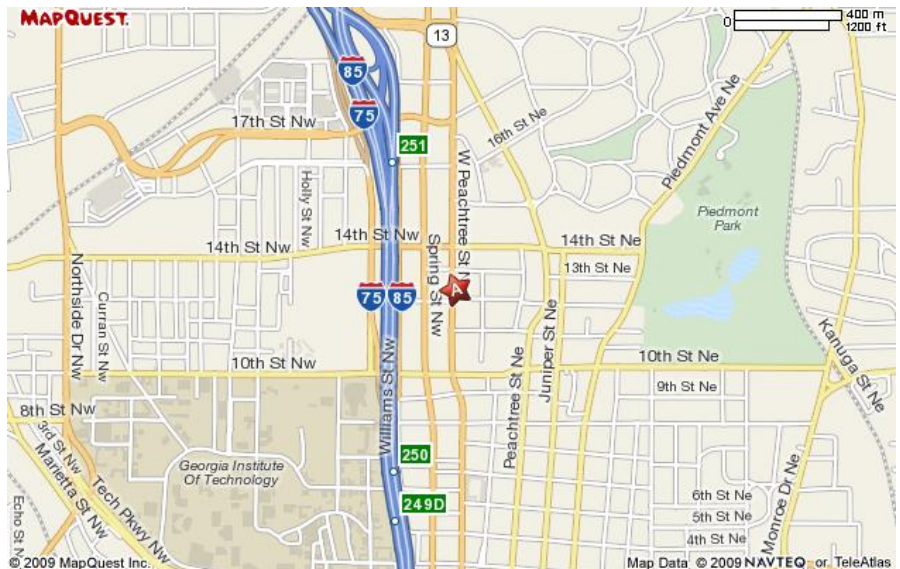 MAPQUEST.
0
400 m
1200 ft
13
85
75
17th St Nw
251
16th St Ne
Piedmont Ave Ne
Holly St Nw
W Peachtree St N
Piedmont
Park
14th St Nw
14th St Nw
14th St Ne
13th St Ne
Northside Dr Nw
Curran St Nw
Spring St Nw
A
75
85
Kanuga St Ne
10th St Nw
10th St Ne
Williams St Nw
Peachtree St Ne
Juniper St Ne
9th St Ne
8th St Nw
3rd St Nw
Marietta St Nw
Georgia Institute
Of Technology
250
249D
Tech Pkwy Nw
Echo St N
6th St Ne
5th St Ne
4th St Ne
Monroe Dr Ne
© 2009 MapQuest Inc.
Map Data © 2009 NAVTEQ or TeleAtlas